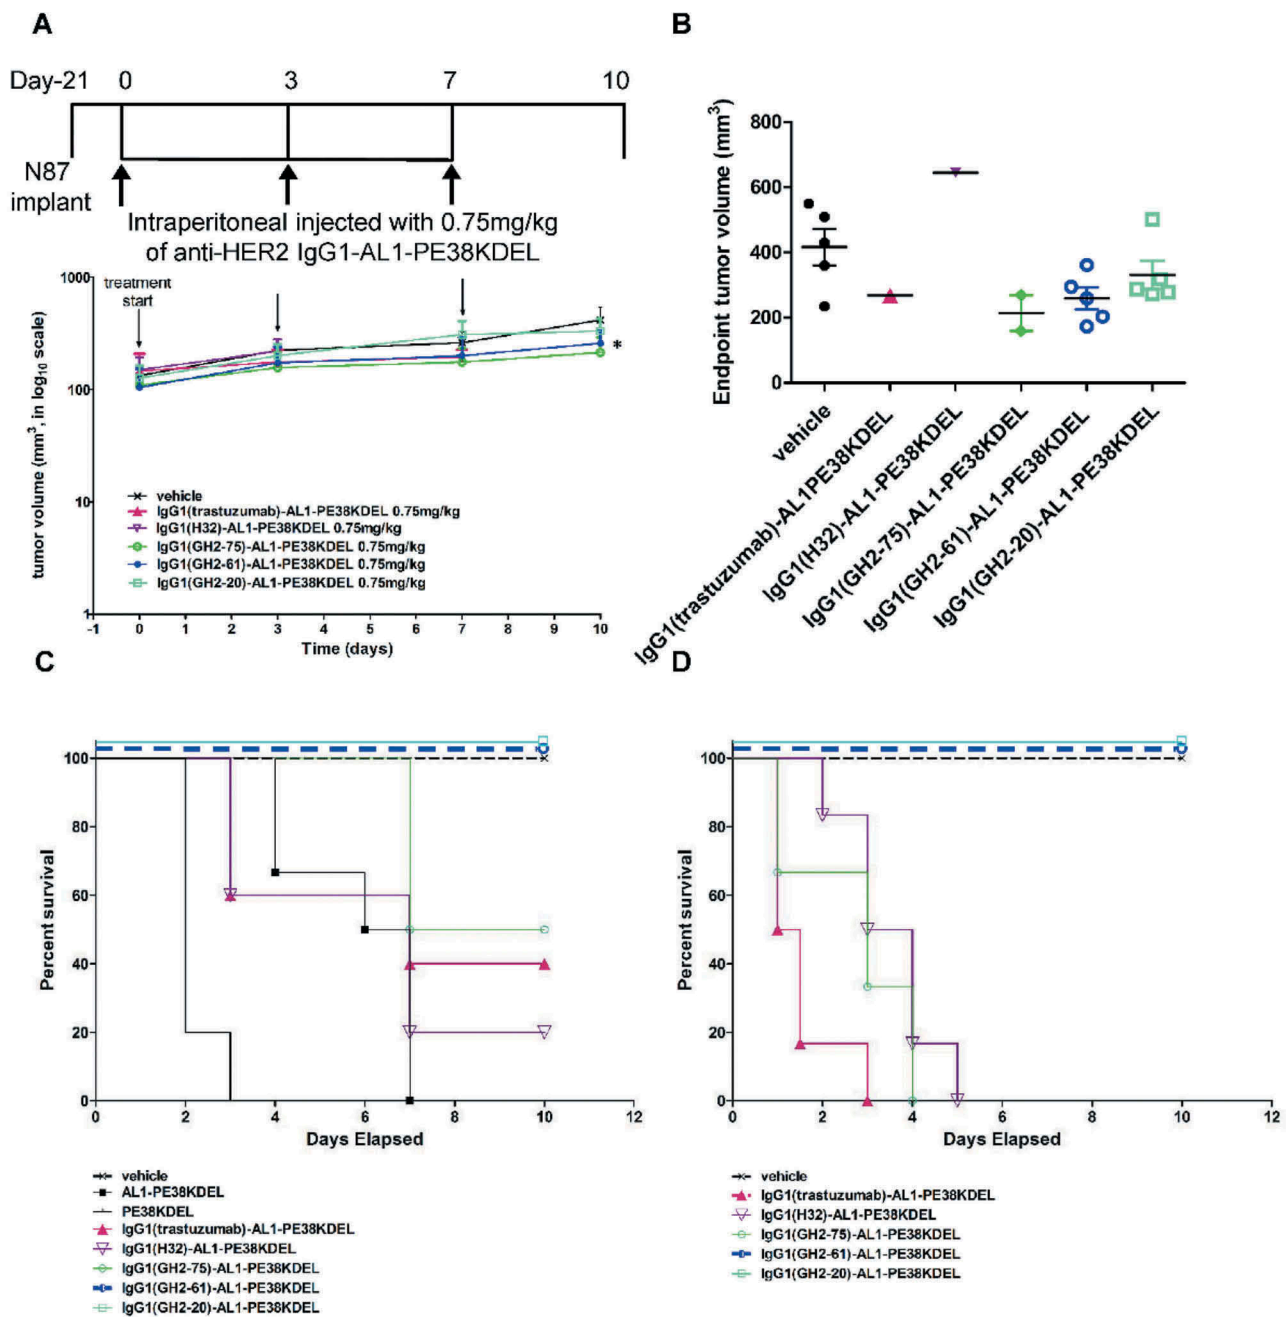 A
Day-21 0 3 7 10
N87
implant
Intraperitoneal injected with 0.75mg/kg
of anti-HER2 IgG1-AL1-PE38KDEL
tumor volume (mm3, in log10 scale)
1000
100
10
1
treatment
start
*
vehicle
IgG1(trastuzumab)-AL1-PE38KDEL 0.75mg/kg
IgG1(H32)-AL1-PE38KDEL 0.75mg/kg
IgG1(GH2-75)-AL1-PE38KDEL 0.75mg/kg
IgG1(GH2-61)-AL1-PE38KDEL 0.75mg/kg
IgG1(GH2-20)-AL1-PE38KDEL 0.75mg/kg
-1 0 1 2 3 4 5 6 7 8 9 10
Time (days)
B
Endpoint tumor volume (mm3)
800
600
400
200
0
vehicle
IgG1(trastuzumab)-AL1PE38KDEL
IgG1(H32)-AL1-PE38KDEL
IgG1(GH2-75)-AL1-PE38KDEL
IgG1(GH2-61)-AL1-PE38KDEL
IgG1(GH2-20)-AL1-PE38KDEL
C
Percent survival
100
80
60
40
20
0
0 2 4 6 8 10 12
Days Elapsed
vehicle
AL1-PE38KDEL
PE38KDEL
IgG1(trastuzumab)-AL1-PE38KDEL
IgG1(H32)-AL1-PE38KDEL
IgG1(GH2-75)-AL1-PE38KDEL
IgG1(GH2-61)-AL1-PE38KDEL
IgG1(GH2-20)-AL1-PE38KDEL
D
Percent survival
100
80
60
40
20
0
0 2 4 6 8 10 12
Days Elapsed
vehicle
IgG1(trastuzumab)-AL1-PE38KDEL
IgG1(H32)-AL1-PE38KDEL
IgG1(GH2-75)-AL1-PE38KDEL
IgG1(GH2-61)-AL1-PE38KDEL
IgG1(GH2-20)-AL1-PE38KDEL